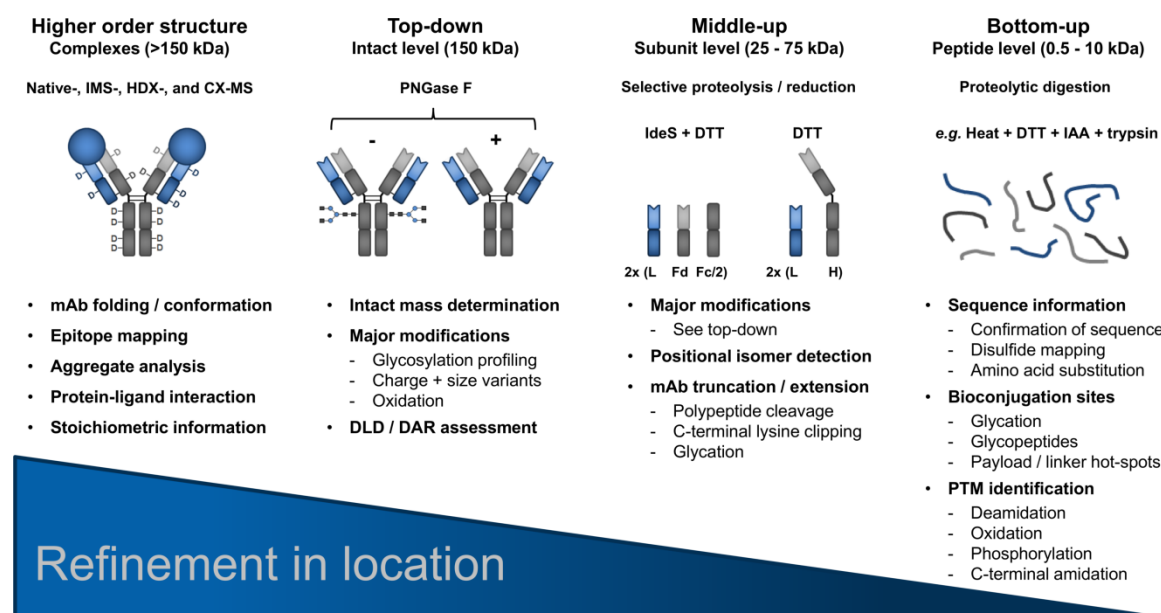 Higher order structure
Complexes (>150 kDa)
Native-, IMS-, HDX-, and CX-MS
D
D
D
D
D
D
D
D
D
D
D
D
D
D
• mAb folding / conformation
• Epitope mapping
• Aggregate analysis
• Protein-ligand interaction
• Stoichiometric information
Top-down
Intact level (150 kDa)
PNGase F
- +
• Intact mass determination
• Major modifications
- Glycosylation profiling
- Charge + size variants
- Oxidation
• DLD / DAR assessment
Middle-up
Subunit level (25 - 75 kDa)
Selective proteolysis / reduction
IdeS + DTT
2x (L Fd Fc/2)
DTT
2x (L H)
• Major modifications
- See top-down
• Positional isomer detection
• mAb truncation / extension
- Polypeptide cleavage
- C-terminal lysine clipping
- Glycation
Bottom-up
Peptide level (0.5 - 10 kDa)
Proteolytic digestion
e.g. Heat + DTT + IAA + trypsin
• Sequence information
- Confirmation of sequence
- Disulfide mapping
- Amino acid substitution
• Bioconjugation sites
- Glycation
- Glycopeptides
- Payload / linker hot-spots
• PTM identification
- Deamidation
- Oxidation
- Phosphorylation
- C-terminal amidation
Refinement in location